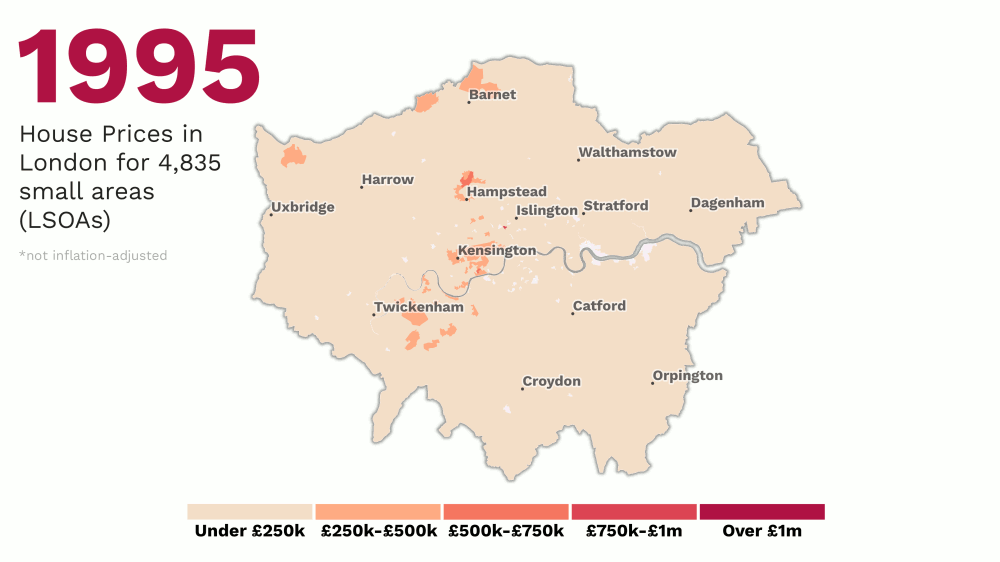 1995
House Prices in
London for 4,835
small areas
(LSOAs)
*not inflation-adjusted
Barnet
Walthamstow
Harrow
Hampstead
Uxbridge
Islington
Stratford
Dagenham
Kensington
Twickenham
Catford
Croydon
Orpington
Under £250k
£250k-£500k
£500k-£750k
£750k-£1m
Over £1m